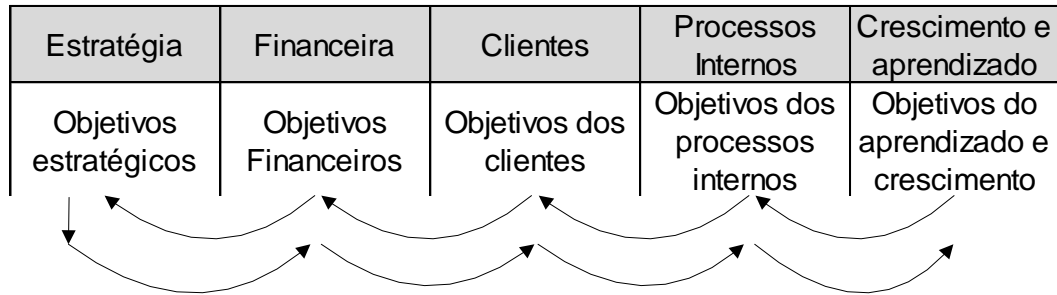 Estratégia
Financeira
Clientes
Processos
Internos
Crescimento e
aprendizado
Objetivos
estratégicos
Objetivos
Financeiros
Objetivos dos
clientes
Objetivos dos
processos
internos
Objetivos do
aprendizado e
crescimento